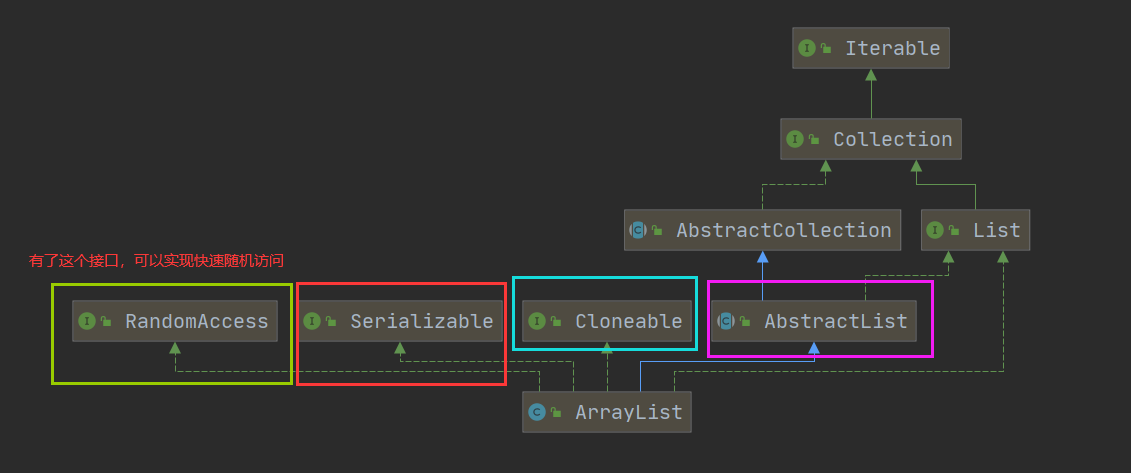 Iterable
Collection
AbstractCollection
List
有了这个接口，可以实现快速随机访问
RandomAccess
Serializable
Cloneable
AbstractList
ArrayList